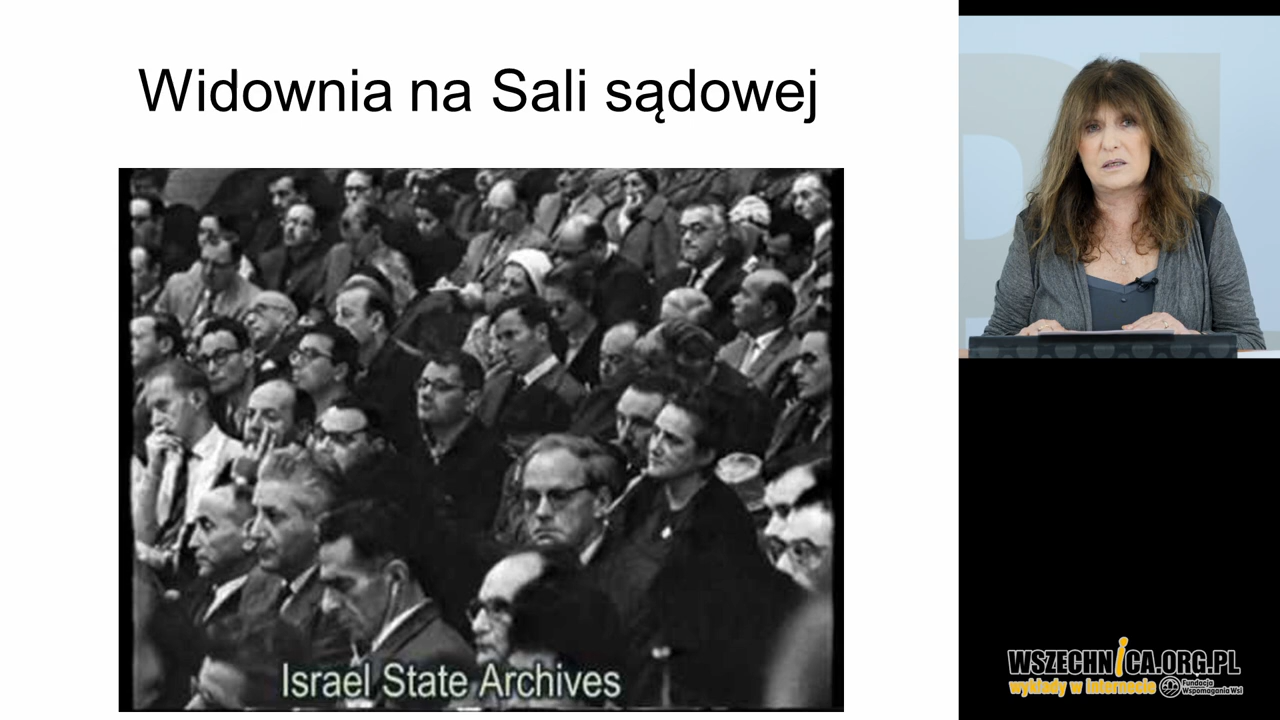 Widownia na Sali sądowej
Israel State Archives
WSZECHNICA.ORG.PL
wykłady w internecie
Fundacja
Wspomagania Wsi